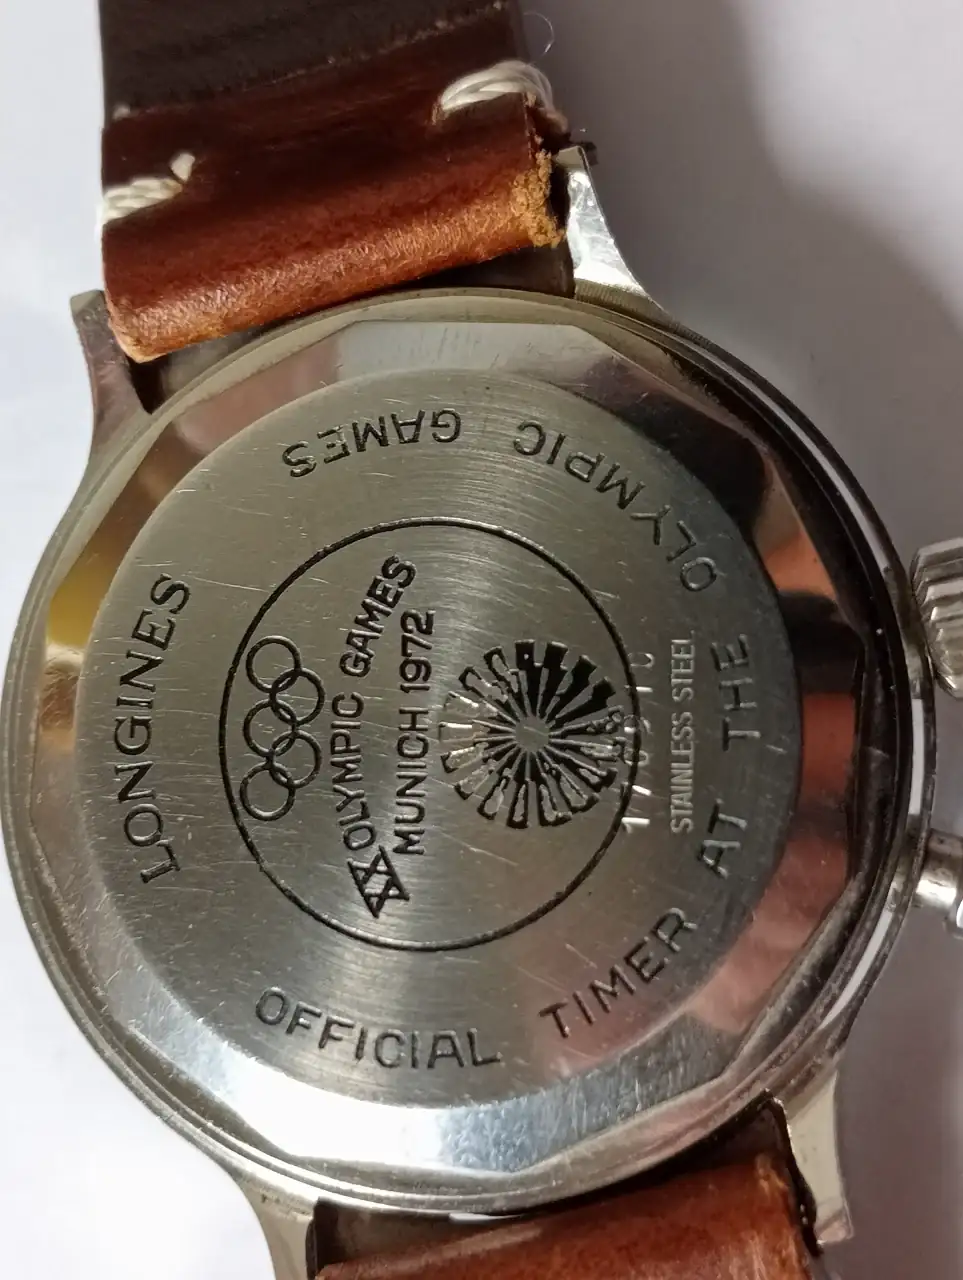 LONGINES
OFFICIAL TIMER AT THE OLYMPIC GAMES
OLYMPIC GAMES
MUNICH 1972
STAINLESS STEEL